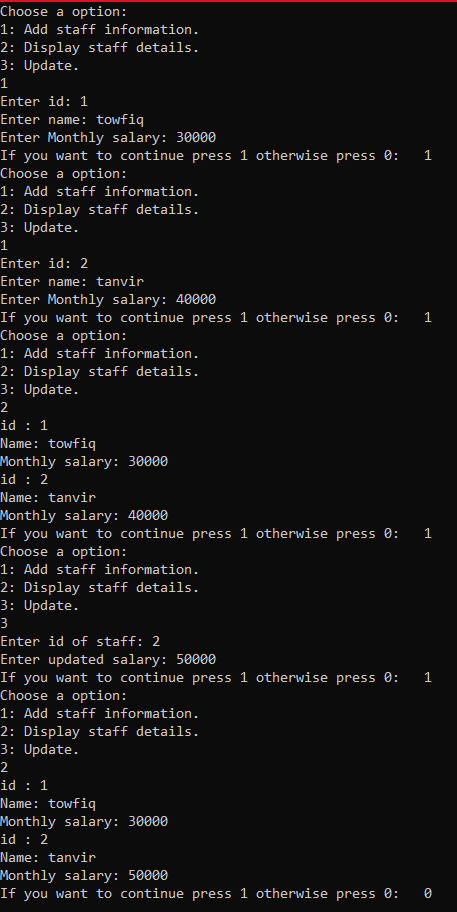 Choose a option:
1: Add staff information.
2: Display staff details.
3: Update.
1
Enter id: 1
Enter name: towfiq
Enter Monthly salary: 30000
If you want to continue press 1 otherwise press 0:   1
Choose a option:
1: Add staff information.
2: Display staff details.
3: Update.
1
Enter id: 2
Enter name: tanvir
Enter Monthly salary: 40000
If you want to continue press 1 otherwise press 0:   1
Choose a option:
1: Add staff information.
2: Display staff details.
3: Update.
2
id : 1
Name: towfiq
Monthly salary: 30000
id : 2
Name: tanvir
Monthly salary: 40000
If you want to continue press 1 otherwise press 0:   1
Choose a option:
1: Add staff information.
2: Display staff details.
3: Update.
3
Enter id of staff: 2
Enter updated salary: 50000
If you want to continue press 1 otherwise press 0:   1
Choose a option:
1: Add staff information.
2: Display staff details.
3: Update.
2
id : 1
Name: towfiq
Monthly salary: 30000
id : 2
Name: tanvir
Monthly salary: 50000
If you want to continue press 1 otherwise press 0:   0